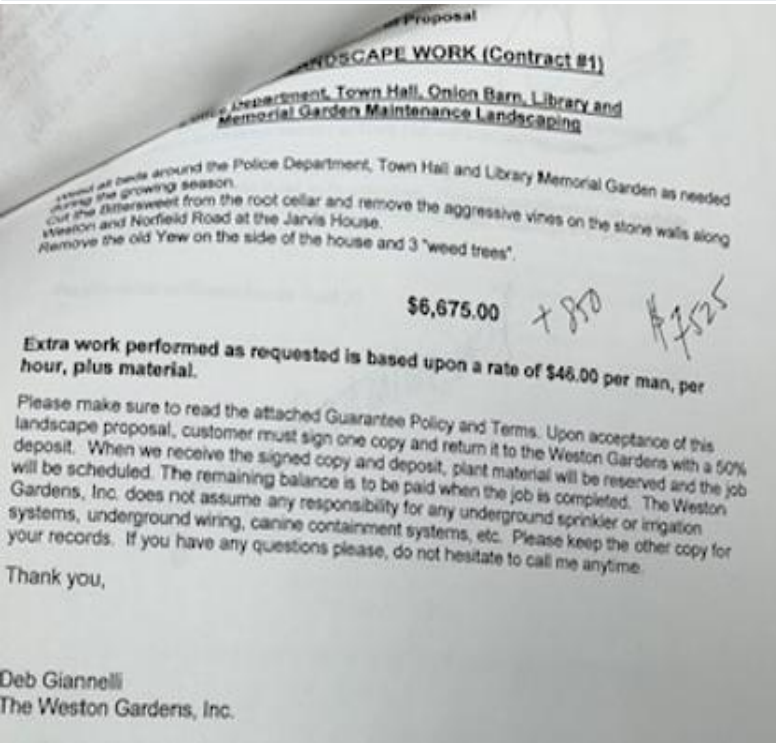 Proposal
LANDSCAPE WORK (Contract #1)
Department, Town Hall, Onion Barn, Library and
Memorial Garden Maintenance Landscaping
Weed all beds around the Police Department, Town Hall and Library Memorial Garden as needed
during the growing season.
Cut the Bittersweet from the root cellar and remove the aggressive vines on the stone walls along
Weston and Norfield Road at the Jarvis House.
Remove the old Yew on the side of the house and 3 "weed trees".
$6,675.00 + 850 $7525
Extra work performed as requested is based upon a rate of $46.00 per man, per
hour, plus material.
Please make sure to read the attached Guarantee Policy and Terms. Upon acceptance of this
landscape proposal, customer must sign one copy and return it to the Weston Gardens with a 50%
deposit. When we receive the signed copy and deposit, plant material will be reserved and the job
will be scheduled. The remaining balance is to be paid when the job is completed. The Weston
Gardens, Inc. does not assume any responsibility for any underground sprinkler or irrigation
systems, underground wiring, canine containment systems, etc. Please keep the other copy for
your records. If you have any questions please, do not hesitate to call me anytime.
Thank you,
Deb Giannelli
The Weston Gardens, Inc.